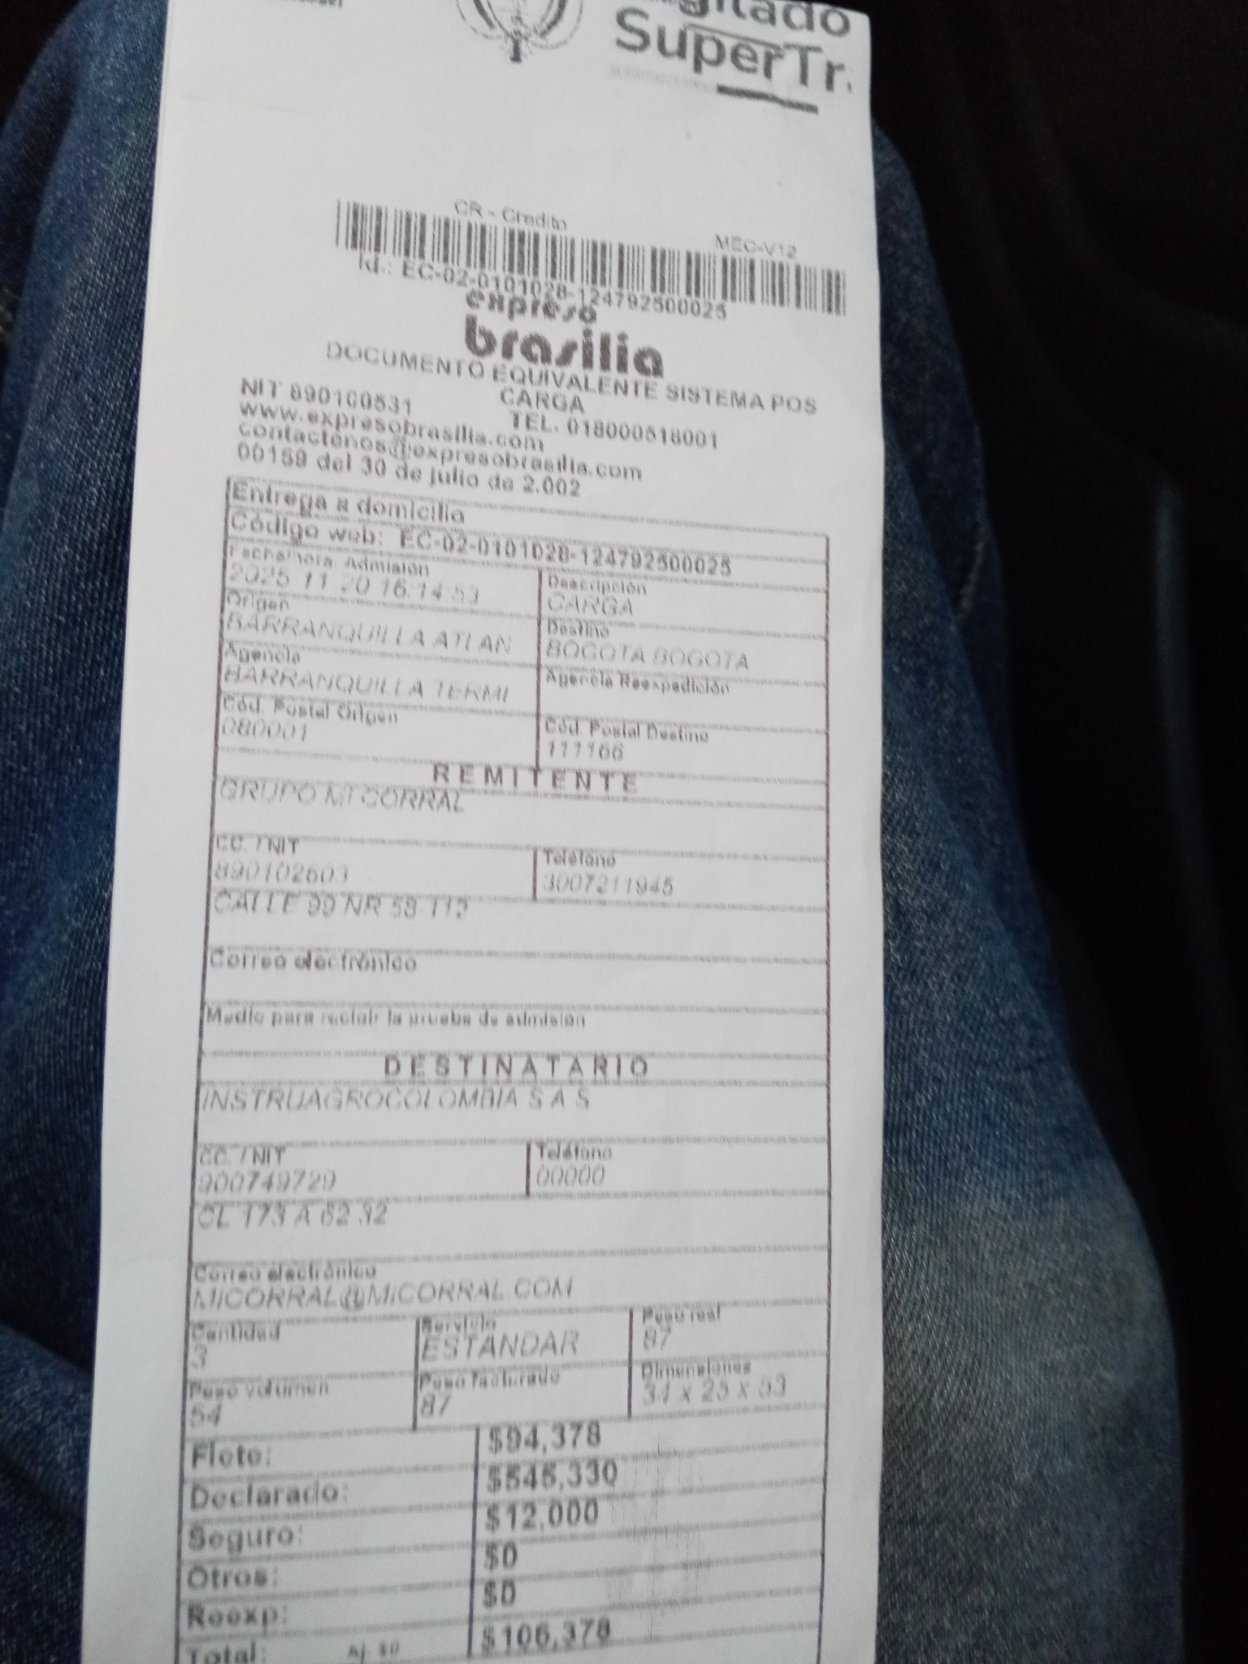 SuperTr
CR - Credito MEC-V12
Id.: EC-02-0101028-124792500025
expreso
brasilia
DOCUMENTO EQUIVALENTE SISTEMA POS
CARGA
NIT 890100531 TEL. 018000518001
www.expresobrasilia.com
contactenos@expresobrasilia.com
00159 del 30 de julio de 2.002
Entrega a domicilio
Código web: EC-02-0101028-124792500025
Fecha/hora Admisión Descripción
2025 11 20 16:14:53 CARGA
Origen Destino
BARRANQUILLA ATLAN BOGOTA BOGOTA
Agencia Agencia Reexpedición
BARRANQUILLA TERMI
Cód. Postal Origen Cód. Postal Destino
080001 111166
REMITENTE
GRUPO MI CORRAL
CC. / NIT Teléfono
890102603 3007211945
CALLE 99 NR 58 112
Correo electrónico
Medio para recibir la prueba de admisión
DESTINATARIO
INSTRUAGROCOLOMBIA S A S
CC. / NIT Teléfono
900749729 00000
CL 173 A 62 32
Correo electrónico
MICORRAL@MICORRAL.COM
Cantidad Servicio Peso real
3 ESTANDAR 87
Peso volumen Peso facturado Dimensiones
54 87 34 x 25 x 53
Flete: $94,378
Declarado: $545,330
Seguro: $12,000
Otros: $0
Reexp: $0
Total: Aj. $0 $106,378